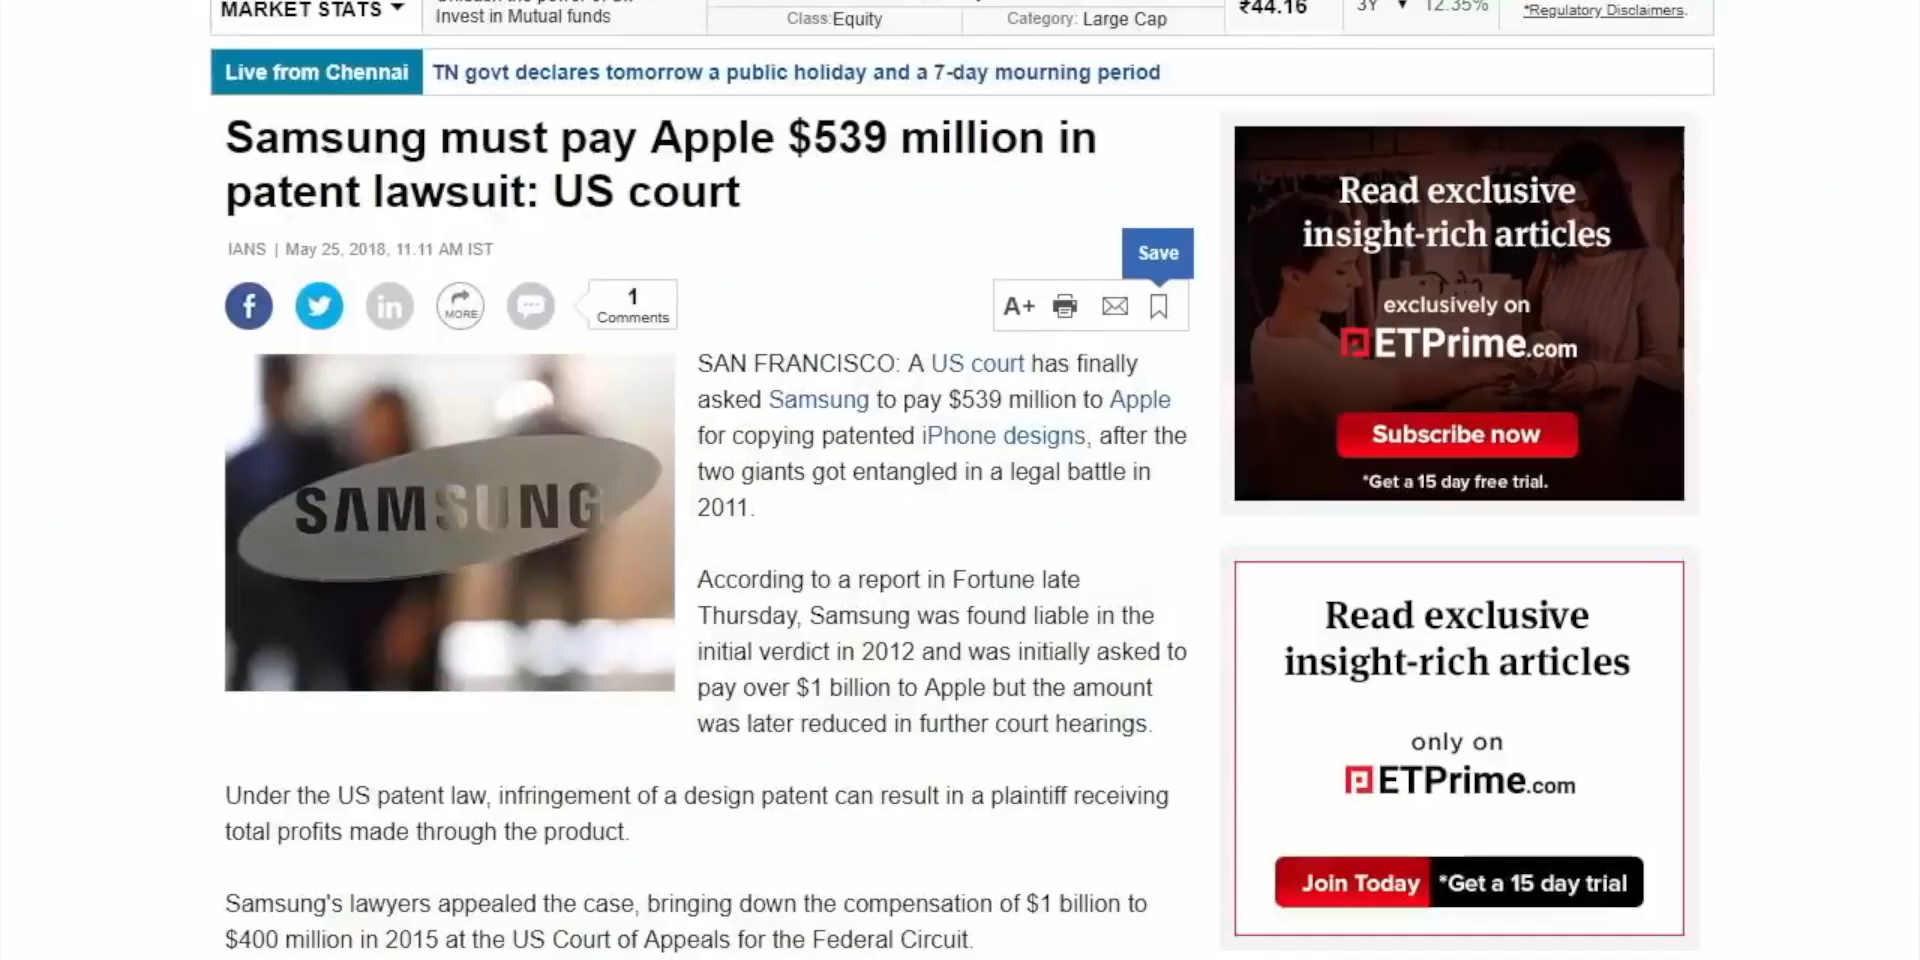 MARKET STATS
Invest in Mutual funds
Class:Equity
Category: Large Cap
₹44.16
3Y ▼ 12.35%
*Regulatory Disclaimers.
Live from Chennai
TN govt declares tomorrow a public holiday and a 7-day mourning period
Samsung must pay Apple $539 million in
patent lawsuit: US court
IANS | May 25, 2018, 11.11 AM IST
Save
f
in
MORE
1
Comments
A+
SAMSUNG
SAN FRANCISCO: A US court has finally
asked Samsung to pay $539 million to Apple
for copying patented iPhone designs, after the
two giants got entangled in a legal battle in
2011.
According to a report in Fortune late
Thursday, Samsung was found liable in the
initial verdict in 2012 and was initially asked to
pay over $1 billion to Apple but the amount
was later reduced in further court hearings.
Under the US patent law, infringement of a design patent can result in a plaintiff receiving
total profits made through the product.
Samsung's lawyers appealed the case, bringing down the compensation of $1 billion to
$400 million in 2015 at the US Court of Appeals for the Federal Circuit.
Read exclusive
insight-rich articles
exclusively on
ETPrime.com
Subscribe now
*Get a 15 day free trial.
Read exclusive
insight-rich articles
only on
ETPrime.com
Join Today *Get a 15 day trial